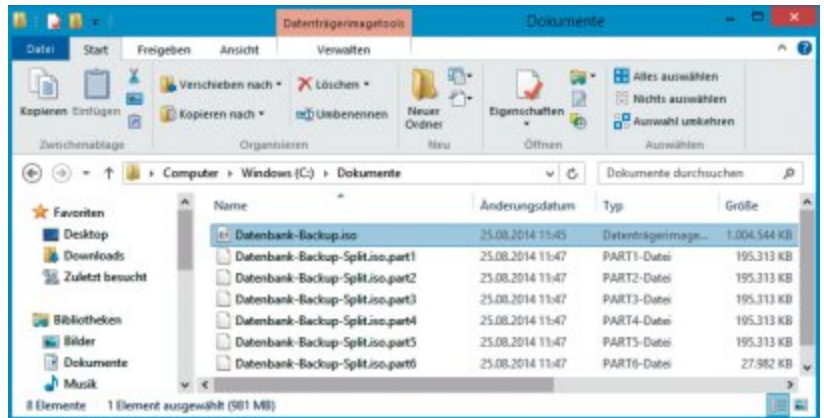 Datenträgerimagetools Dokumente
Datei Start Freigeben Ansicht Verwalten
Kopieren Einfügen Verschieben nach Kopieren nach Löschen Umbenennen Neuer Ordner Eigenschaften Alles auswählen
Nichts auswählen
Auswahl umkehren
Zwischenablage Organisieren Neu Öffnen Auswählen
Computer Windows (C:) Dokumente Dokumente durchsuchen
Favoriten Name Änderungsdatum Typ Größe
Desktop Datenbank-Backup.iso 25.08.2014 11:45 Datenträgerimage... 1.004.544 KB
Downloads Datenbank-Backup-Split.iso.part1 25.08.2014 11:47 PART1-Datei 195.313 KB
Zuletzt besucht Datenbank-Backup-Split.iso.part2 25.08.2014 11:47 PART2-Datei 195.313 KB
Datenbank-Backup-Split.iso.part3 25.08.2014 11:47 PART3-Datei 195.313 KB
Bibliotheken Datenbank-Backup-Split.iso.part4 25.08.2014 11:47 PART4-Datei 195.313 KB
Bilder Datenbank-Backup-Split.iso.part5 25.08.2014 11:47 PART5-Datei 195.313 KB
Dokumente Datenbank-Backup-Split.iso.part6 25.08.2014 11:47 PART6-Datei 27.982 KB
Musik
8 Elemente 1 Element ausgewählt (981 MB)